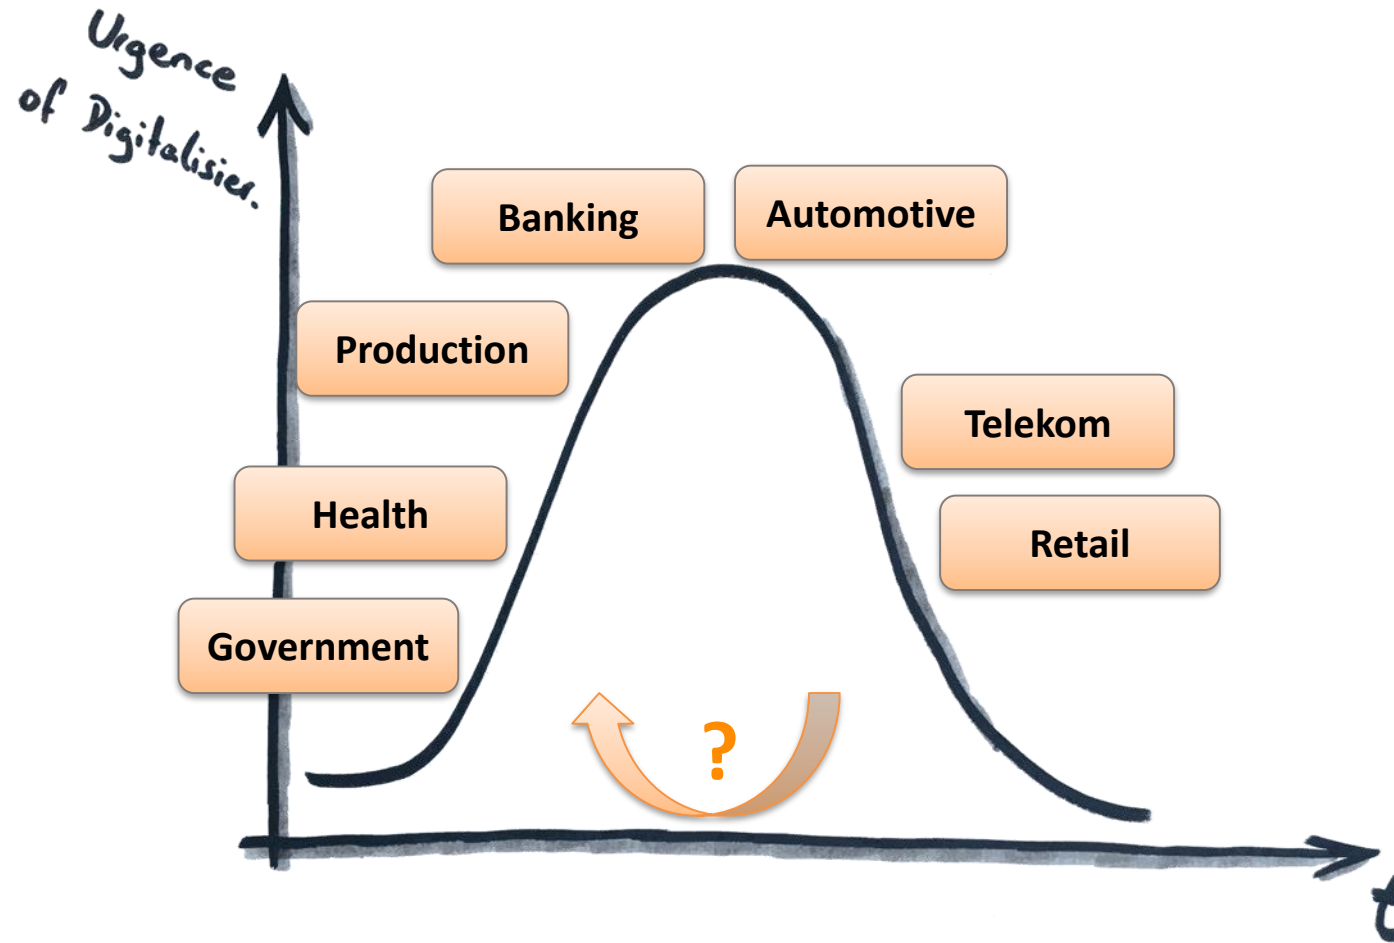 Urgence
of Digitalisier.
Banking
Automotive
Production
Telekom
Health
Retail
Government
?
t